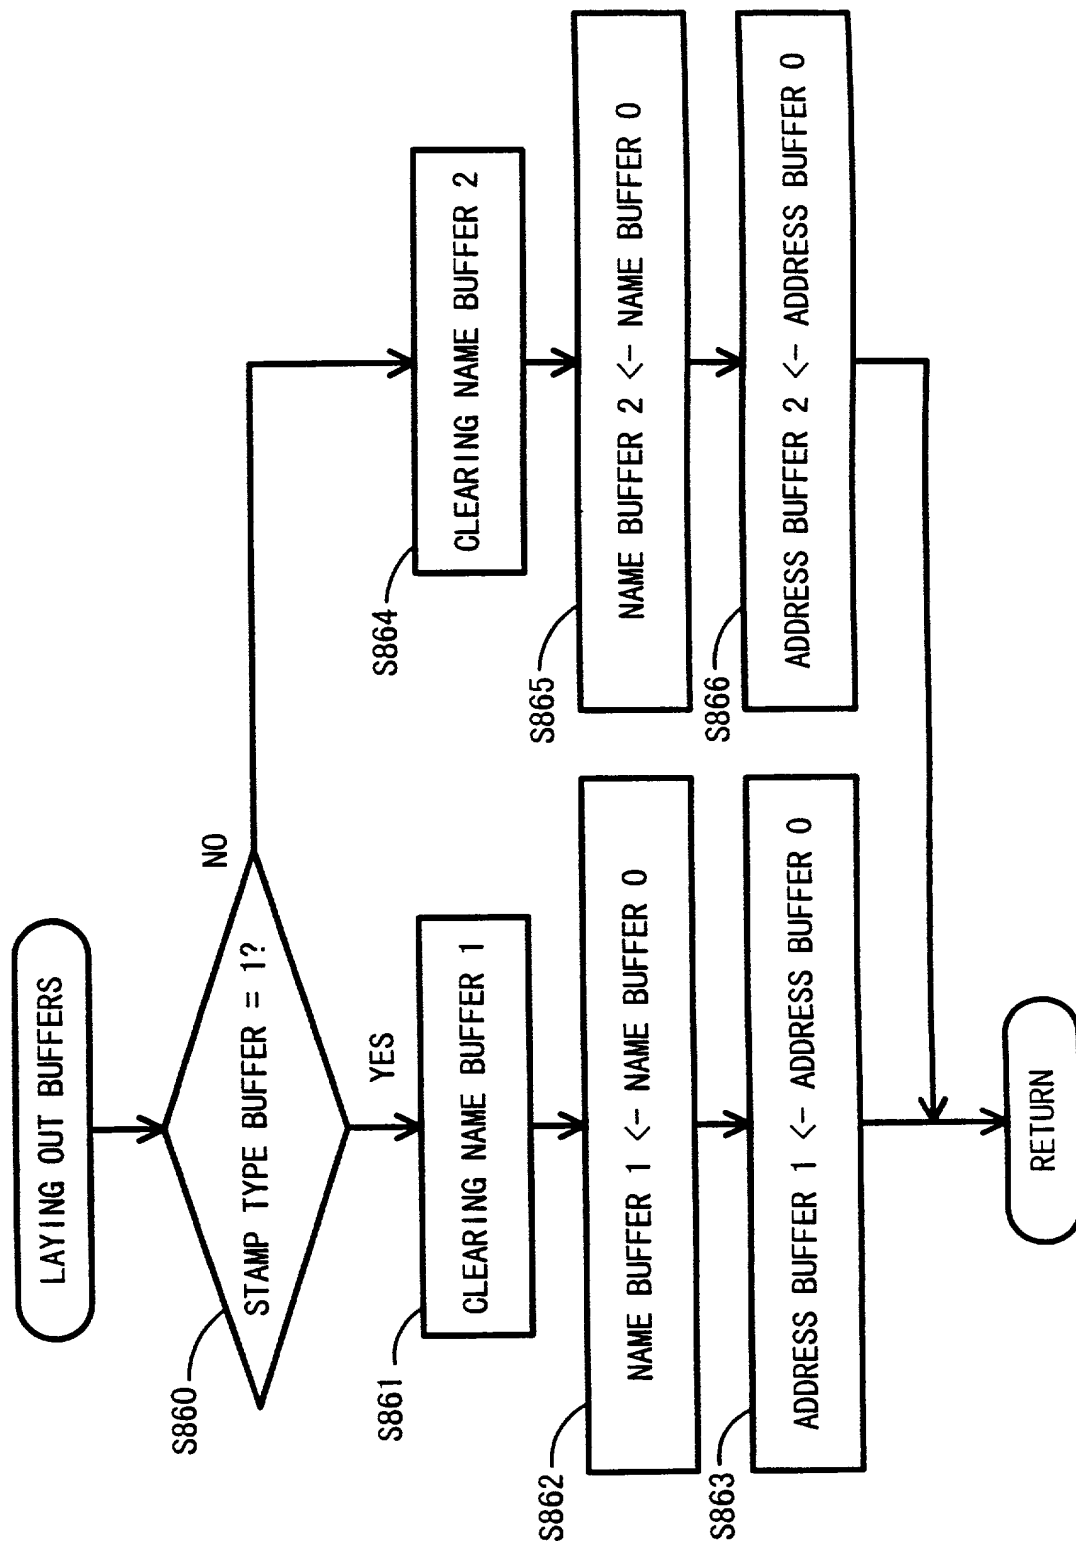 LAYING OUT BUFFERS
S860
STAMP TYPE BUFFER = 1?
NO
YES
S861
CLEARING NAME BUFFER 1
S862
NAME BUFFER 1 <- NAME BUFFER 0
S863
ADDRESS BUFFER 1 <- ADDRESS BUFFER 0
S864
CLEARING NAME BUFFER 2
S865
NAME BUFFER 2 <- NAME BUFFER 0
S866
ADDRESS BUFFER 2 <- ADDRESS BUFFER 0
RETURN